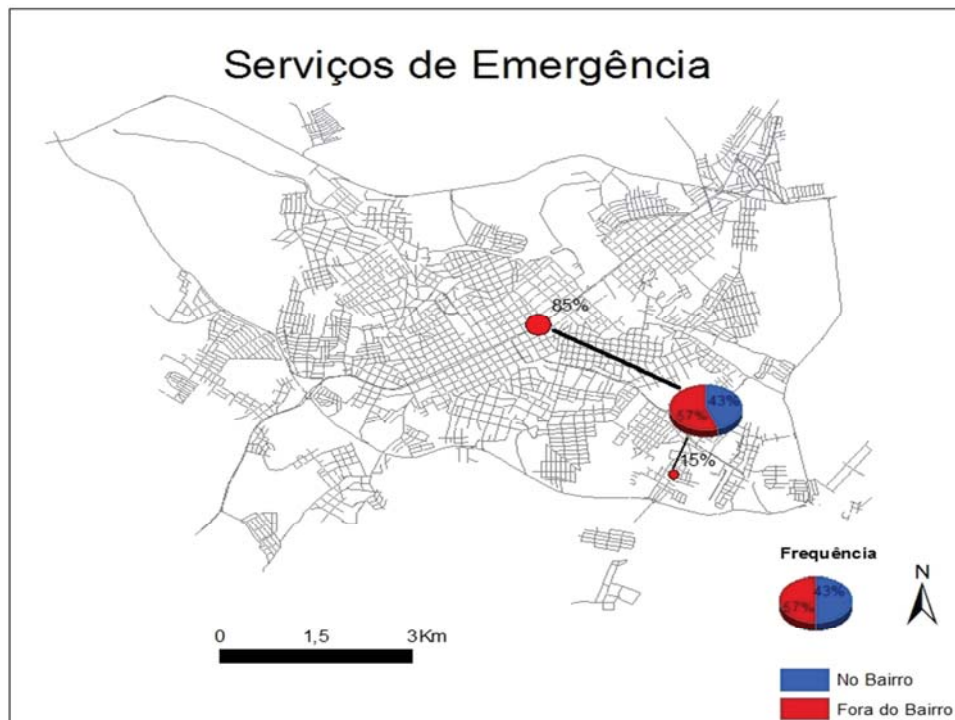 Serviços de Emergência
85%
43%
57%
15%
Frequência
43%
57%
N
0 1,5 3Km
No Bairro
Fora do Bairro